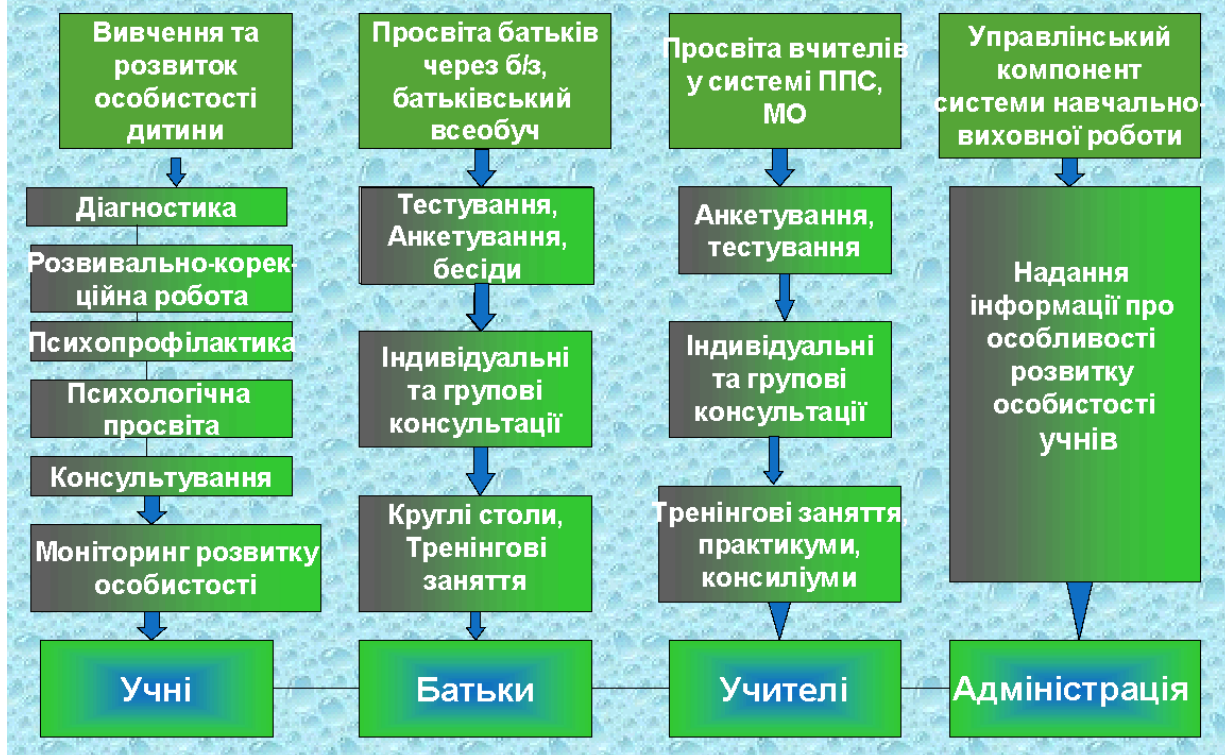 Вивчення та
розвиток
особистості
дитини
Діагностика
Розвивально-корек-
ційна робота
Психопрофілактика
Психологічна
просвіта
Консультування
Моніторинг розвитку
особистості
Учні
Просвіта батьків
через б/з,
батьківський
всеобуч
Тестування,
Анкетування,
бесіди
Індивідуальні
та групові
консультації
Круглі столи,
Тренінгові
заняття
Батьки
Просвіта вчителів
у системі ППС,
МО
Анкетування,
тестування
Індивідуальні
та групові
консультації
Тренінгові заняття,
практикуми,
консиліуми
Учителі
Управлінський
компонент
системи навчально-
виховної роботи
Надання
інформації про
особливості
розвитку
особистості
учнів
Адміністрація